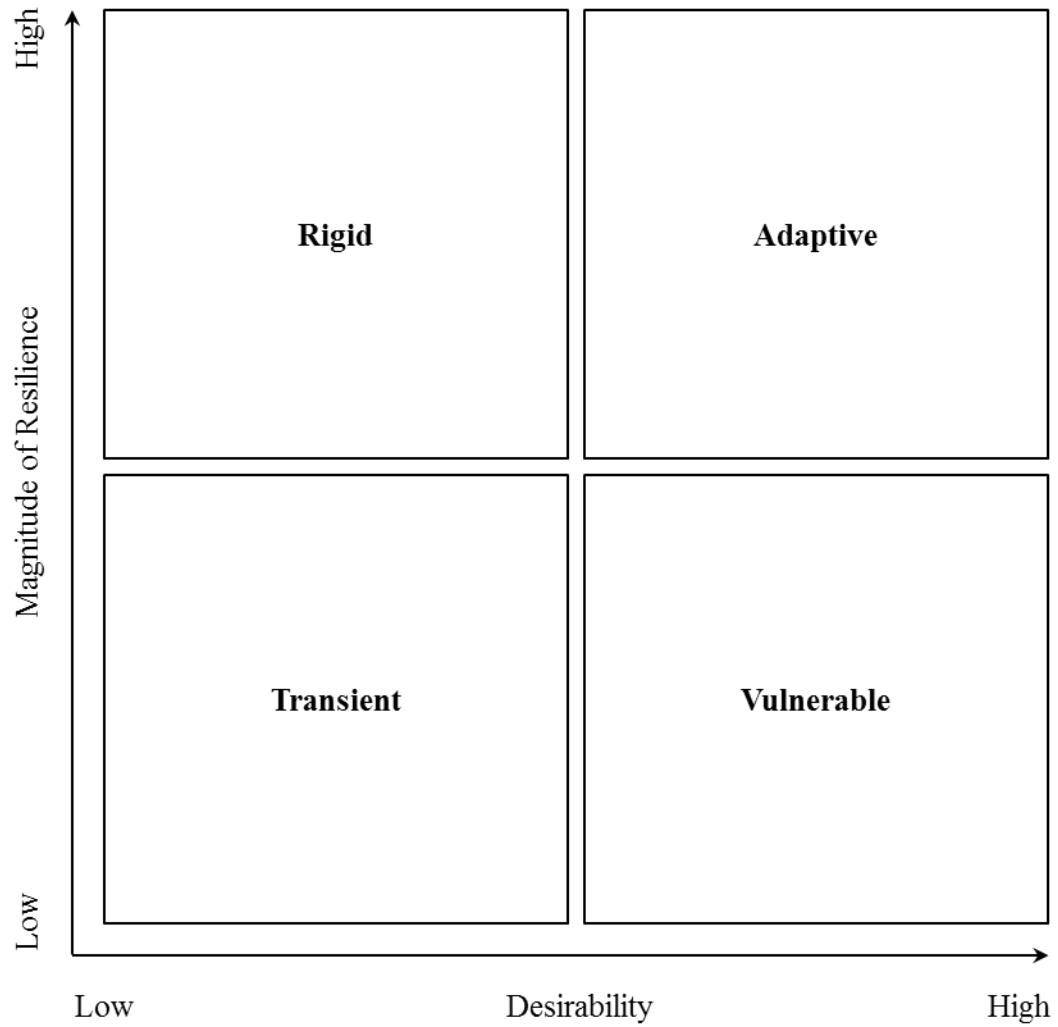 High
Rigid
Adaptive
Magnitude of Resilience
Transient
Vulnerable
Low
Low
Desirability
High